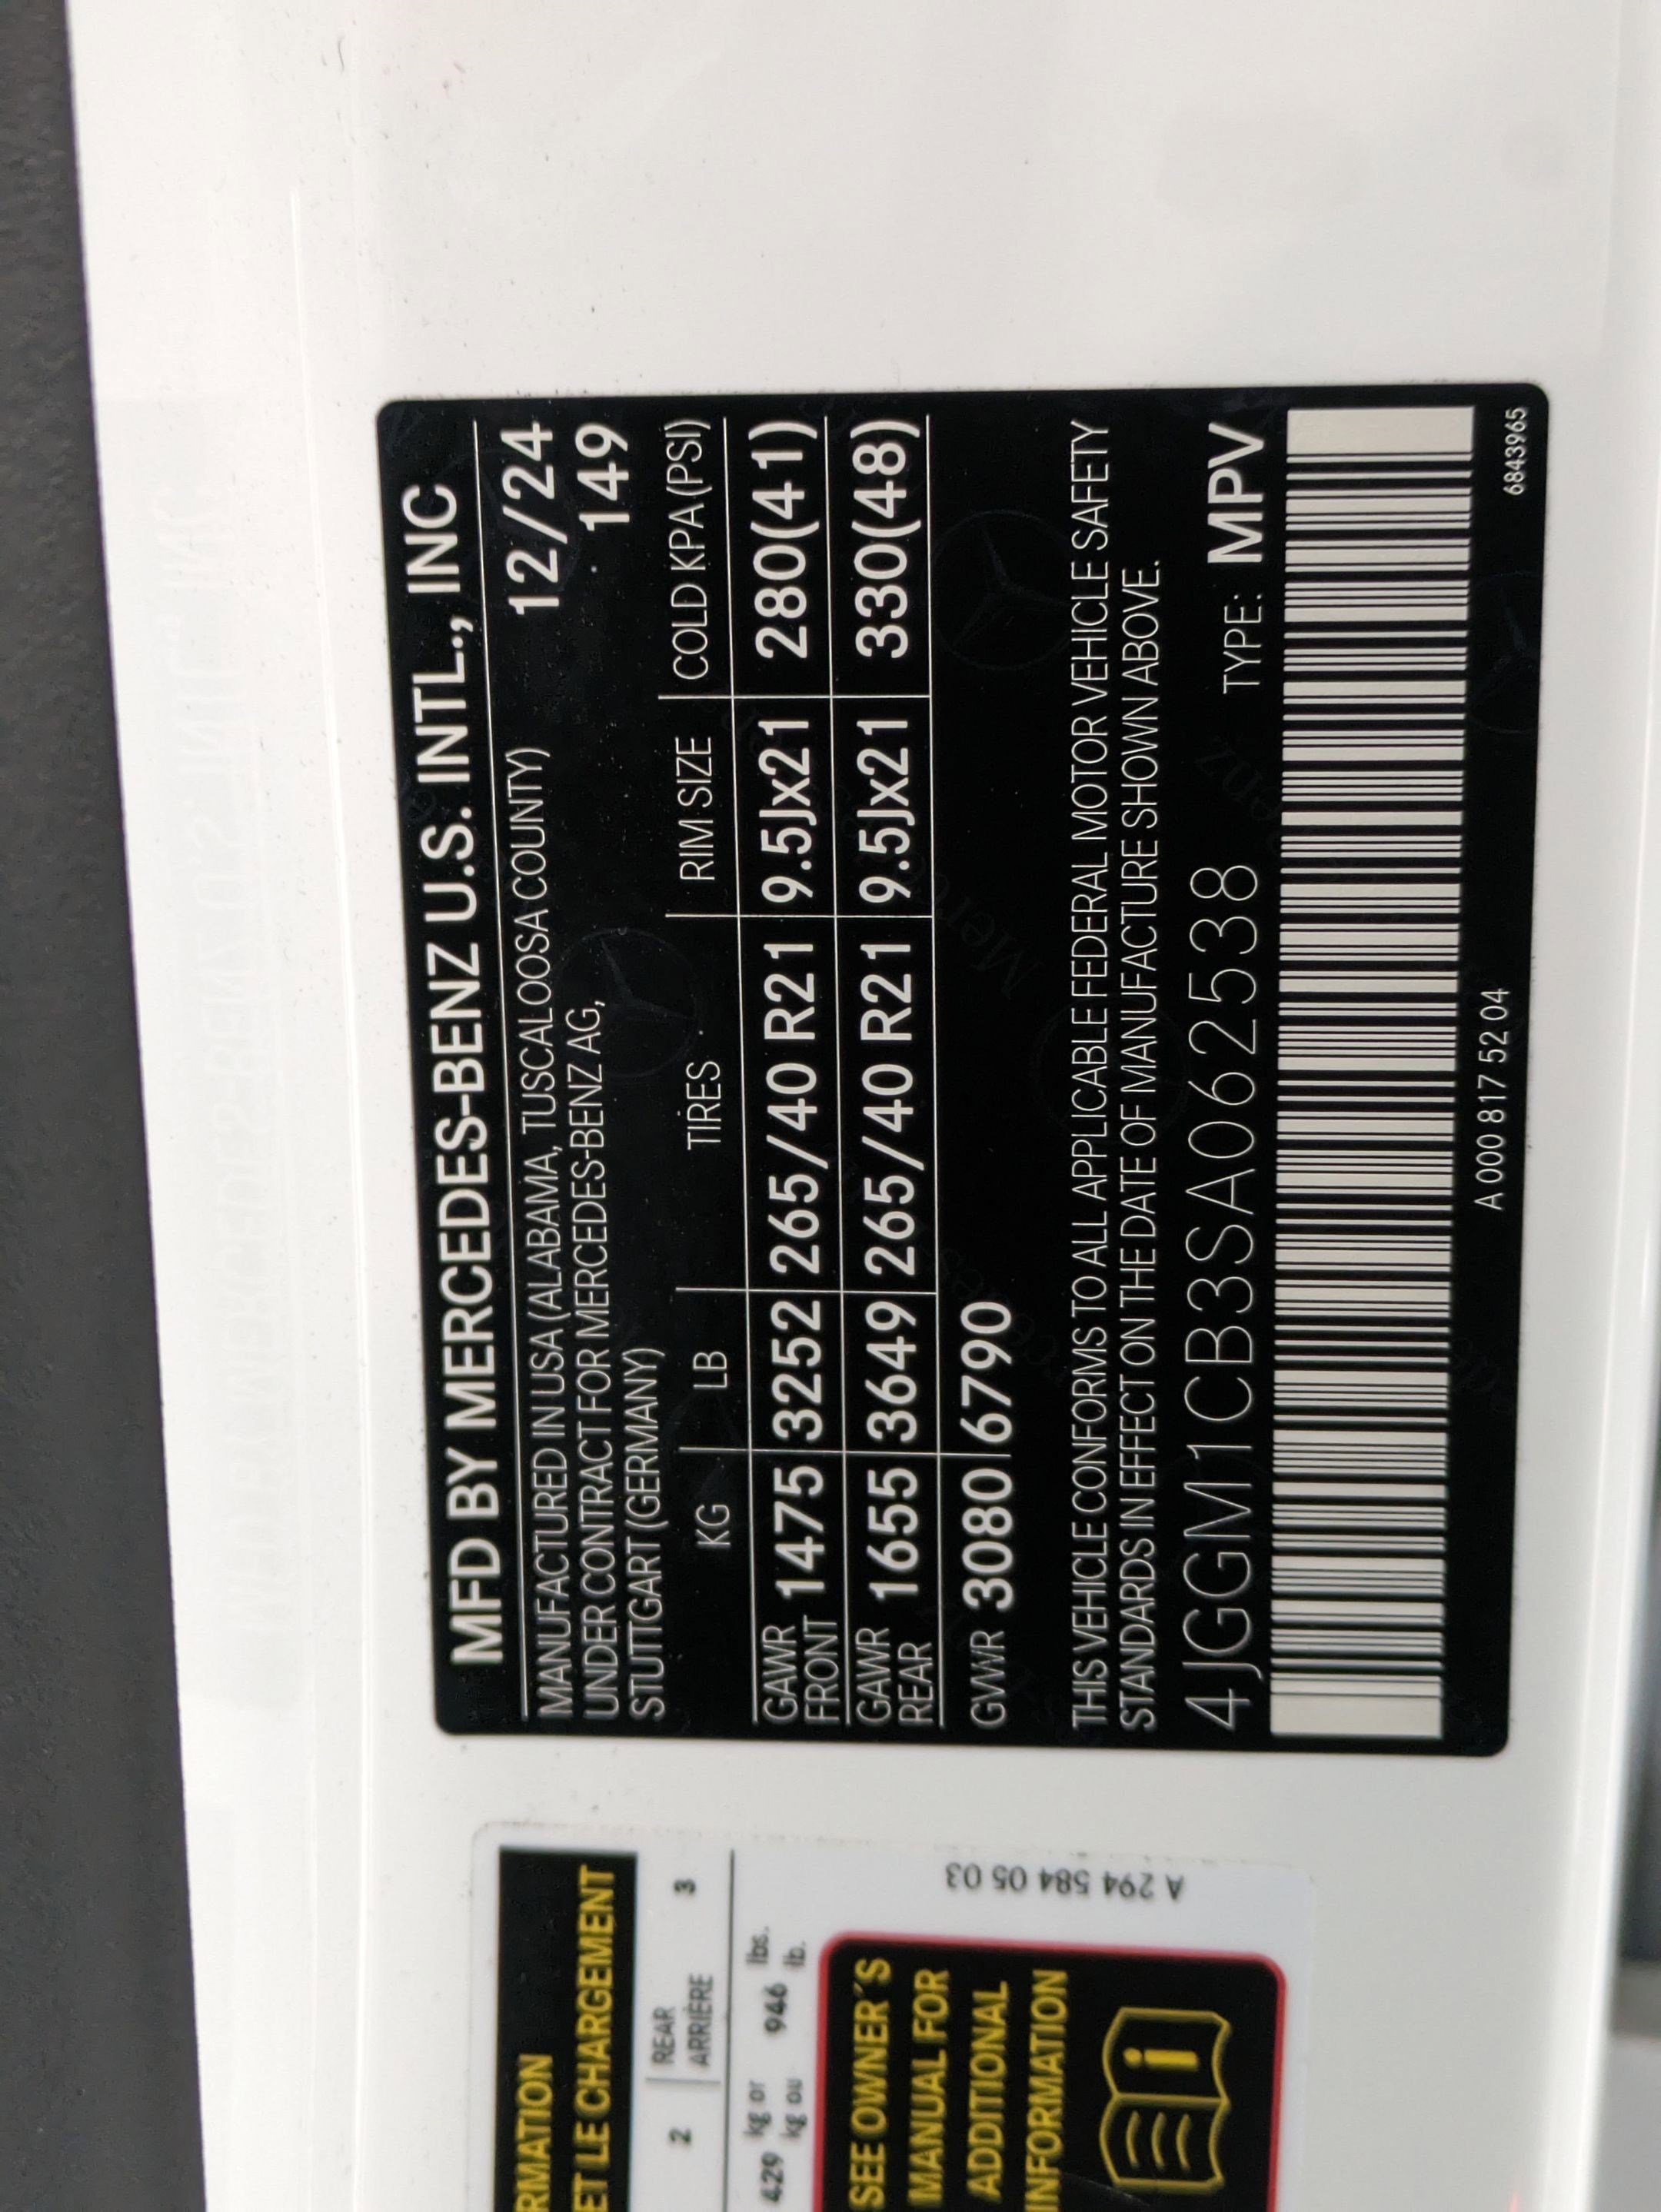 MFD BY MERCEDES-BENZ U.S. INTL., INC
MANUFACTURED IN USA (ALABAMA, TUSCALOOSA COUNTY) 12/24
UNDER CONTRACT FOR MERCEDES-BENZ AG, 149
STUTTGART (GERMANY)
KG LB TIRES RIM SIZE COLD KPA (PSI)
GAWR
FRONT 1475 3252 265/40 R21 9.5Jx21 280(41)
GAWR
REAR 1655 3649 265/40 R21 9.5Jx21 330(48)
GVWR 3080 6790
THIS VEHICLE CONFORMS TO ALL APPLICABLE FEDERAL MOTOR VEHICLE SAFETY
STANDARDS IN EFFECT ON THE DATE OF MANUFACTURE SHOWN ABOVE.
4JGGM1CB3SA062538 TYPE: MPV
A 000 817 52 04 6843965
ET LE CHARGEMENT
2 REAR 3
ARRIÈRE
429 kg or 946 lbs.
kg ou lb.
SEE OWNER'S
MANUAL FOR
ADDITIONAL
INFORMATION
A 294 584 05 03